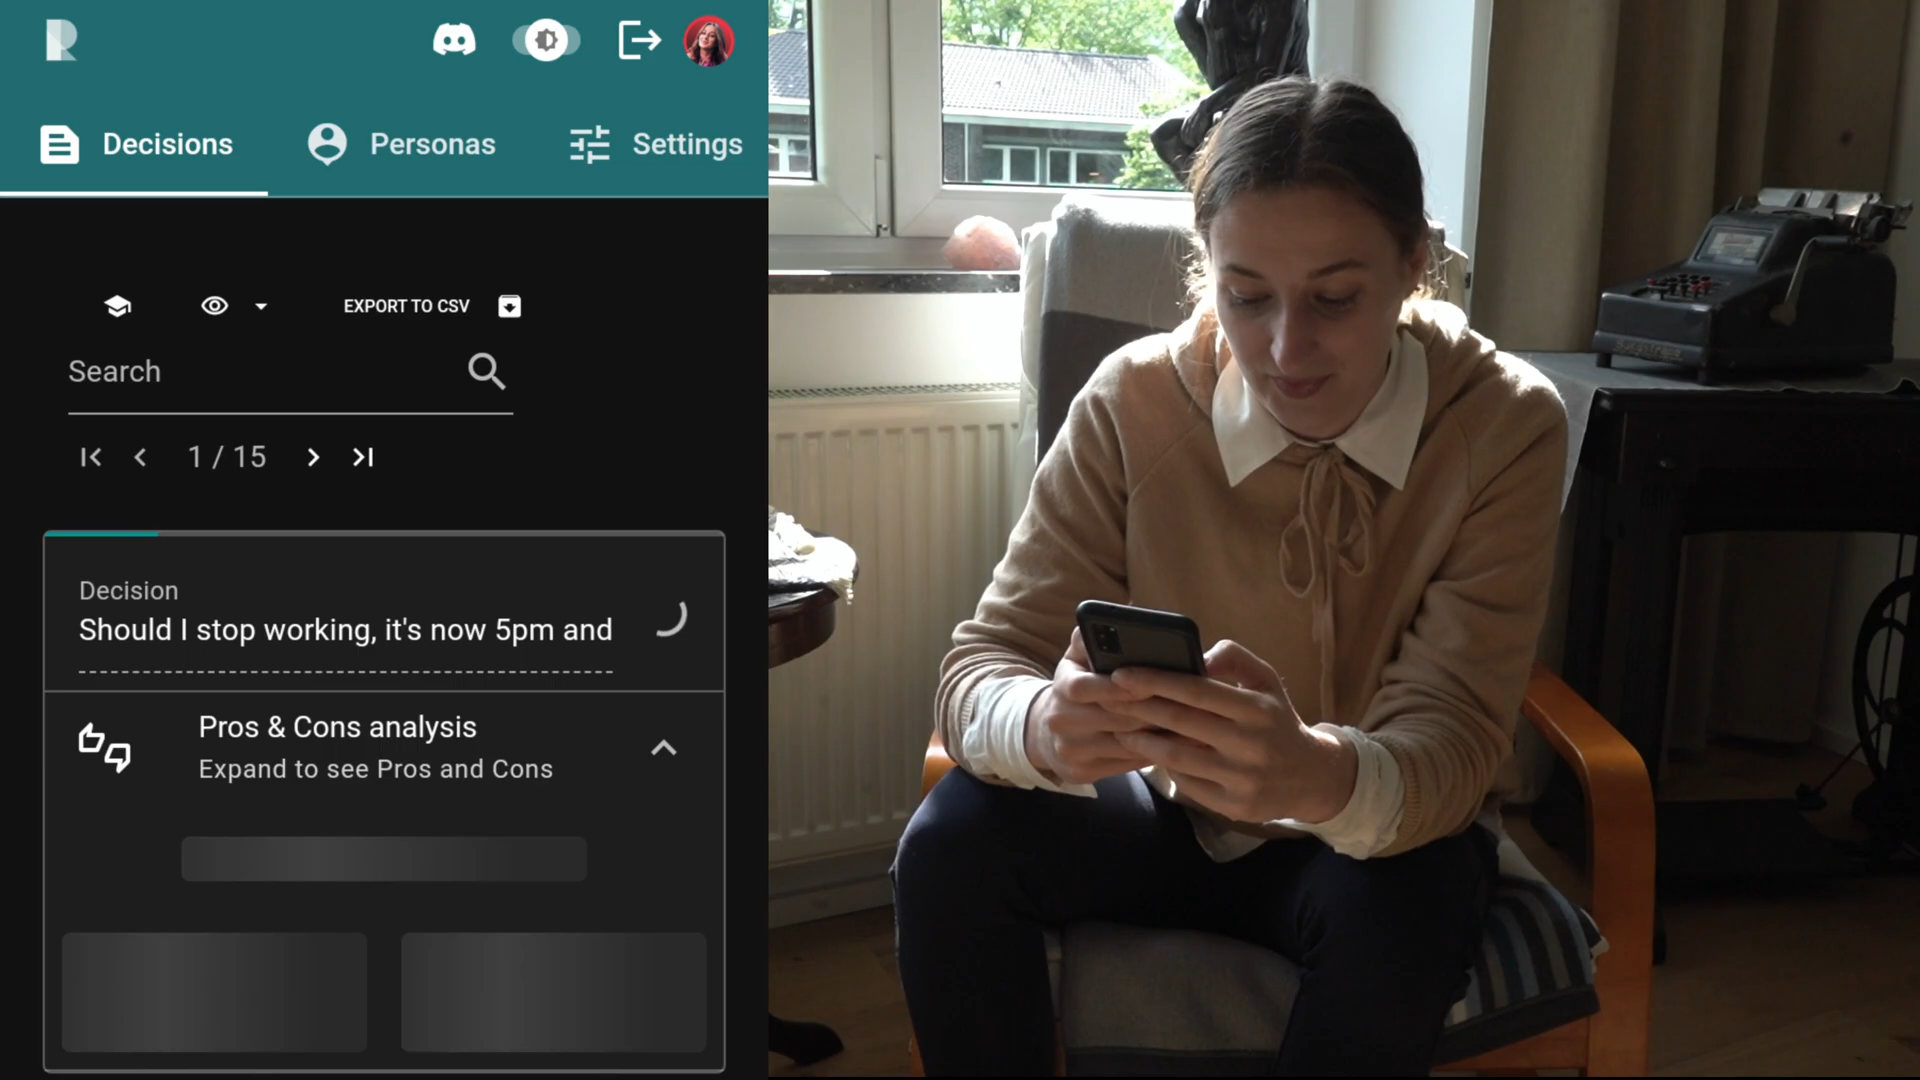 R
Decisions
Personas
Settings
EXPORT TO CSV
Search
1 / 15
Decision
Should I stop working, it's now 5pm and
Pros & Cons analysis
Expand to see Pros and Cons